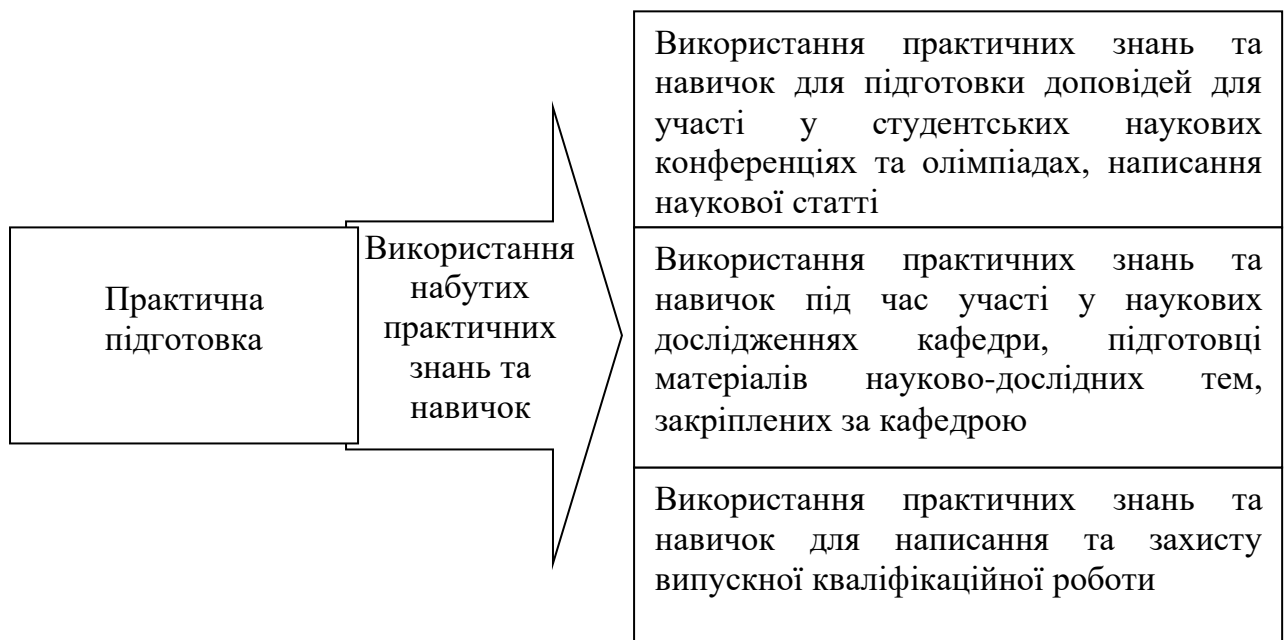 Практична
підготовка
Використання
набутих
практичних
знань та
навичок
Використання практичних знань та
навичок для підготовки доповідей для
участі у студентських наукових
конференціях та олімпіадах, написання
наукової статті
Використання практичних знань та
навичок під час участі у наукових
дослідженнях кафедри, підготовці
матеріалів науково-дослідних тем,
закріплених за кафедрою
Використання практичних знань та
навичок для написання та захисту
випускної кваліфікаційної роботи